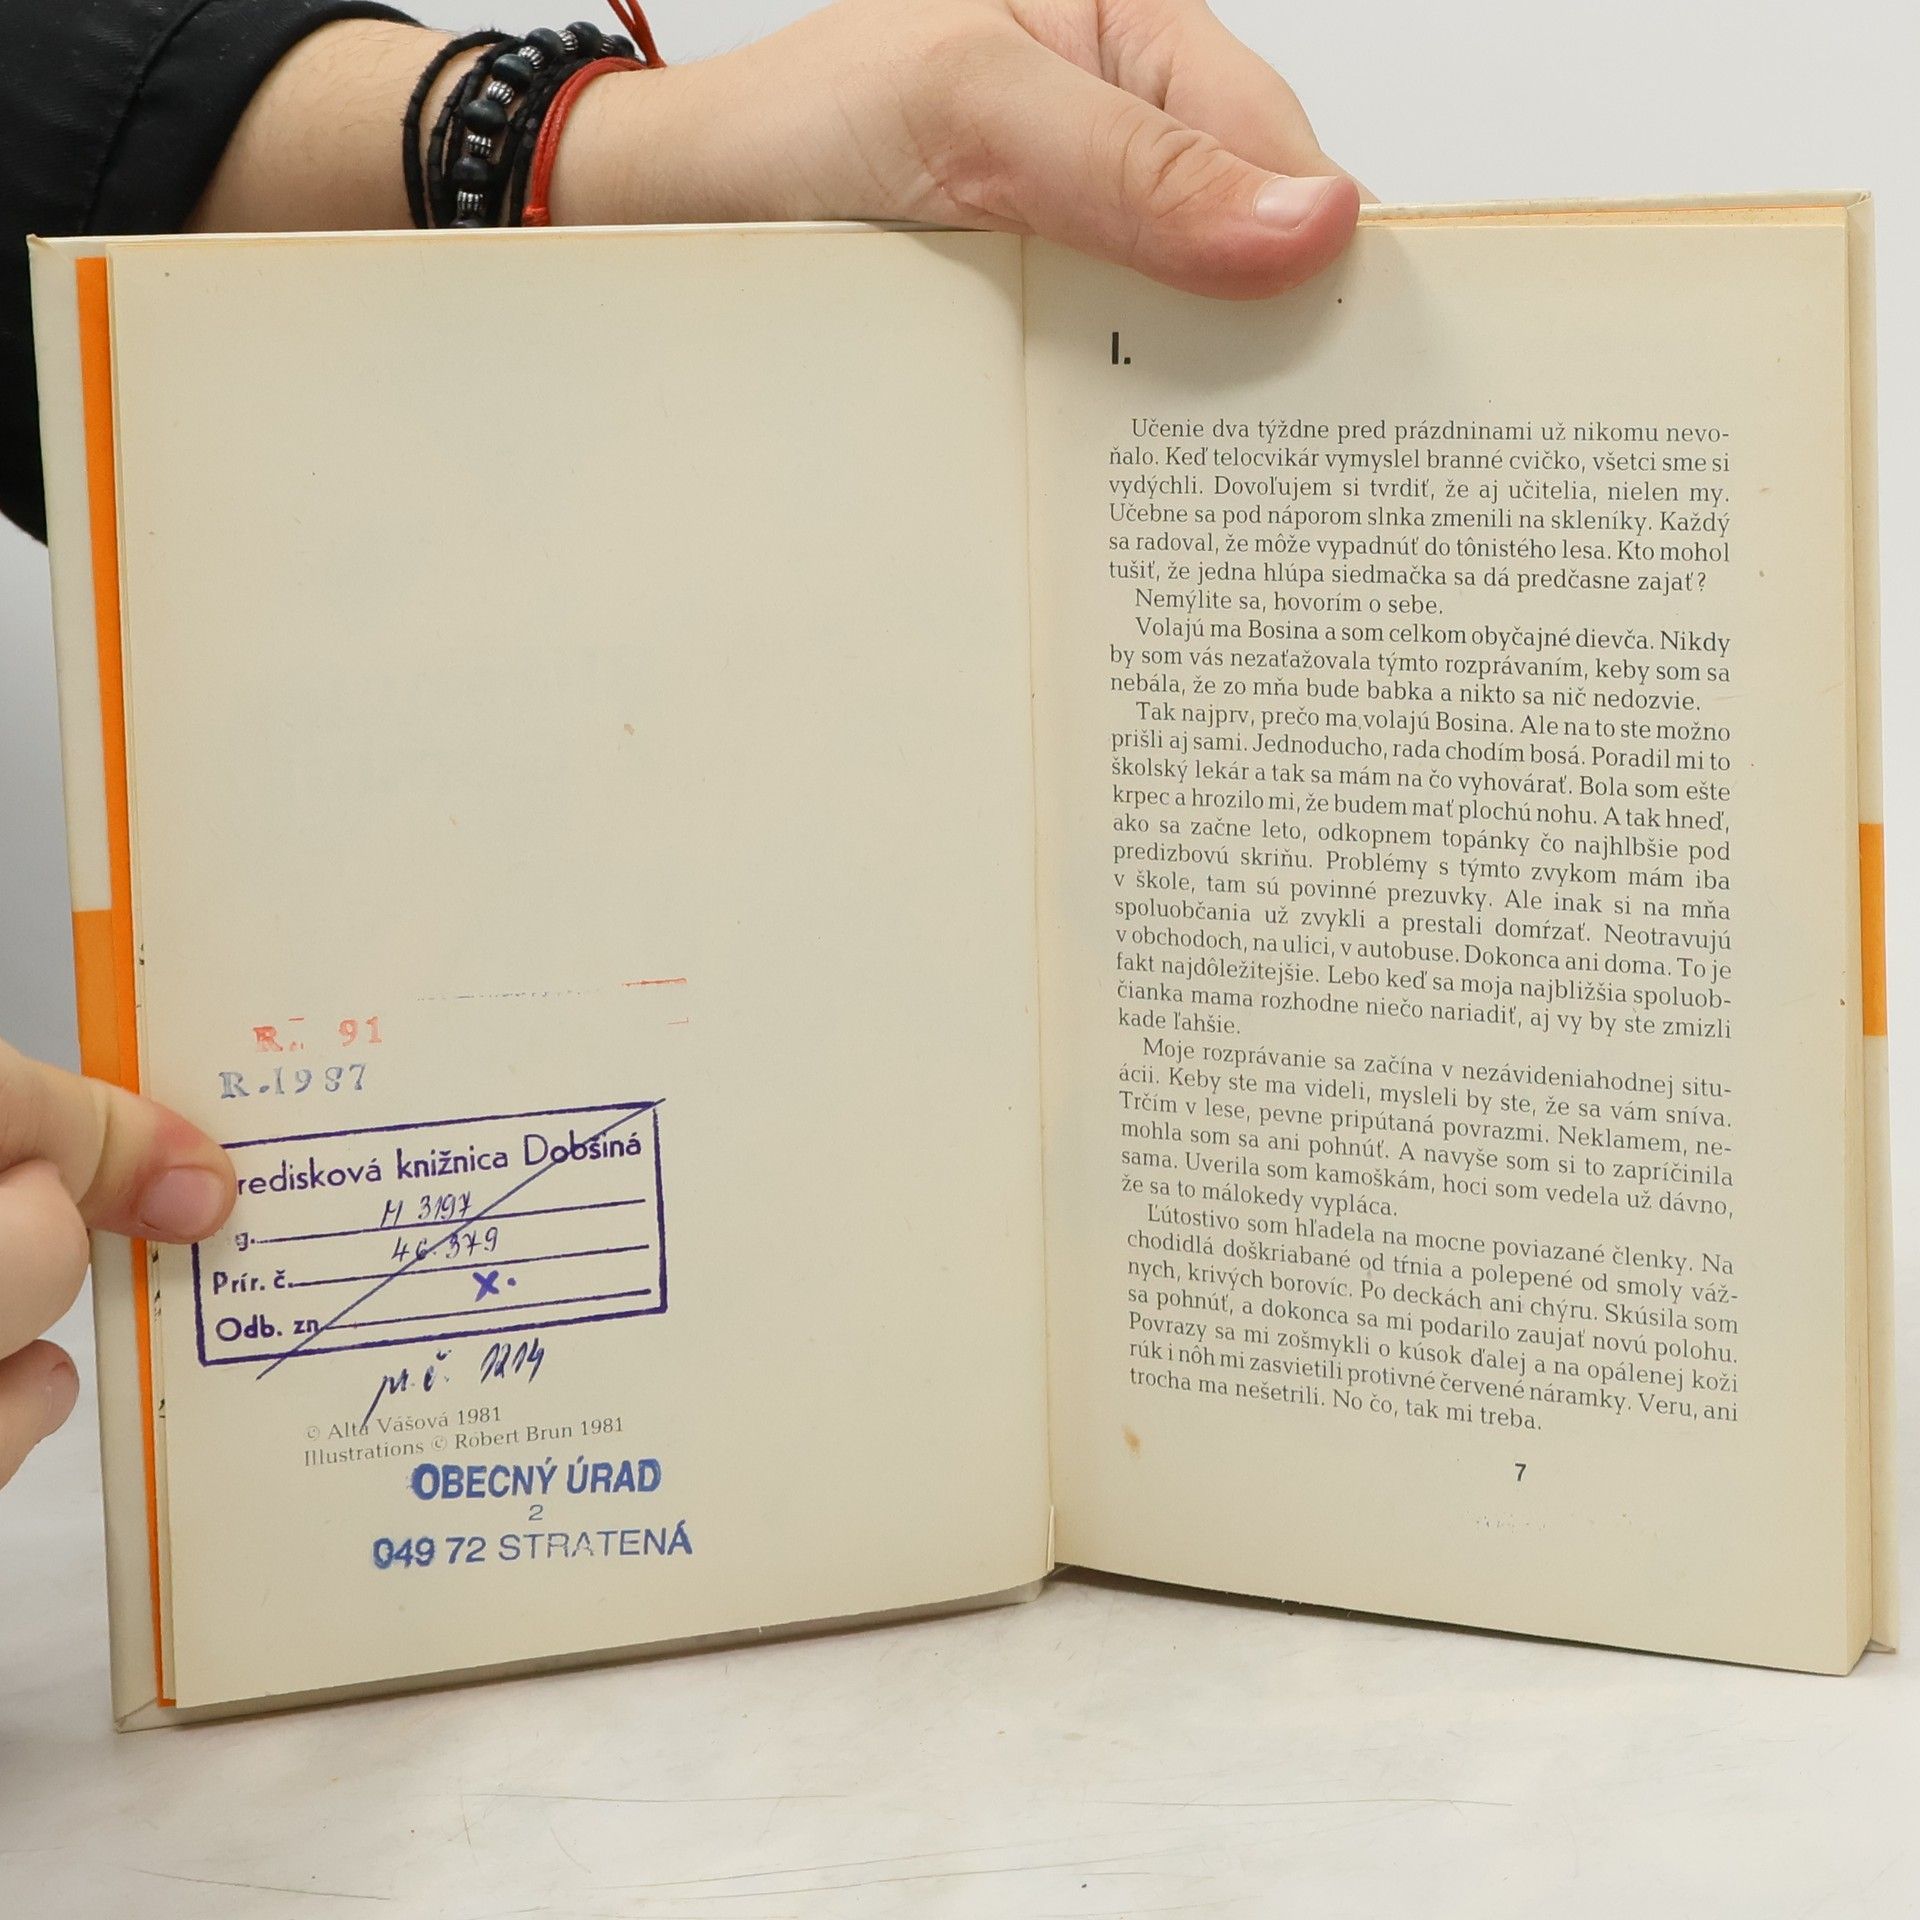 R. 91
R.1987
redisková knižnica Dobšiná
g. M 3197
Prír. č. 46.379
Odb. zn. x.
pr. č. 1214
© Alta Vášová 1981
Illustrations © Róbert Brun 1981
OBECNÝ ÚRAD
2
049 72 STRATENÁ
I.
Učenie dva týždne pred prázdninami už nikomu nevo-
ňalo. Keď telocvikár vymyslel branné cvičko, všetci sme si
vydýchli. Dovoľujem si tvrdiť, že aj učitelia, nielen my.
Učebne sa pod náporom slnka zmenili na skleníky. Každý
sa radoval, že môže vypadnúť do tônistého lesa. Kto mohol
tušiť, že jedna hlúpa siedmačka sa dá predčasne zajať?
Nemýlite sa, hovorím o sebe.
Volajú ma Bosina a som celkom obyčajné dievča. Nikdy
by som vás nezaťažovala týmto rozprávaním, keby som sa
nebála, že zo mňa bude babka a nikto sa nič nedozvie.
Tak najprv, prečo ma volajú Bosina. Ale na to ste možno
prišli aj sami. Jednoducho, rada chodím bosá. Poradil mi to
školský lekár a tak sa mám na čo vyhovárať. Bola som ešte
krpec a hrozilo mi, že budem mať plochú nohu. A tak hneď,
ako sa začne leto, odkopnem topánky čo najhlbšie pod
predizbovú skriňu. Problémy s týmto zvykom mám iba
v škole, tam sú povinné prezuvky. Ale inak si na mňa
spoluobčania už zvykli a prestali domŕzať. Neotravujú
v obchodoch, na ulici, v autobuse. Dokonca ani doma. To je
fakt najdôležitejšie. Lebo keď sa moja najbližšia spoluob-
čianka mama rozhodne niečo nariadiť, aj vy by ste zmizli
kade ľahšie.
Moje rozprávanie sa začína v nezávideniahodnej situ-
ácii. Keby ste ma videli, mysleli by ste, že sa vám sníva.
Trčím v lese, pevne pripútaná povrazmi. Neklamem, ne-
mohla som sa ani pohnúť. A navyše som si to zapríčinila
sama. Uverila som kamoškám, hoci som vedela už dávno,
že sa to málokedy vypláca.
Ľútostivo som hľadela na mocne poviazané členky. Na
chodidlá doškriabané od tŕnia a polepené od smoly váž-
nych, krivých borovíc. Po deckách ani chýru. Skúsila som
sa pohnúť, a dokonca sa mi podarilo zaujať novú polohu.
Povrazy sa mi zošmykli o kúsok ďalej a na opálenej koži
rúk i nôh mi zasvietili protivné červené náramky. Veru, ani
trocha ma nešetrili. No čo, tak mi treba.
7